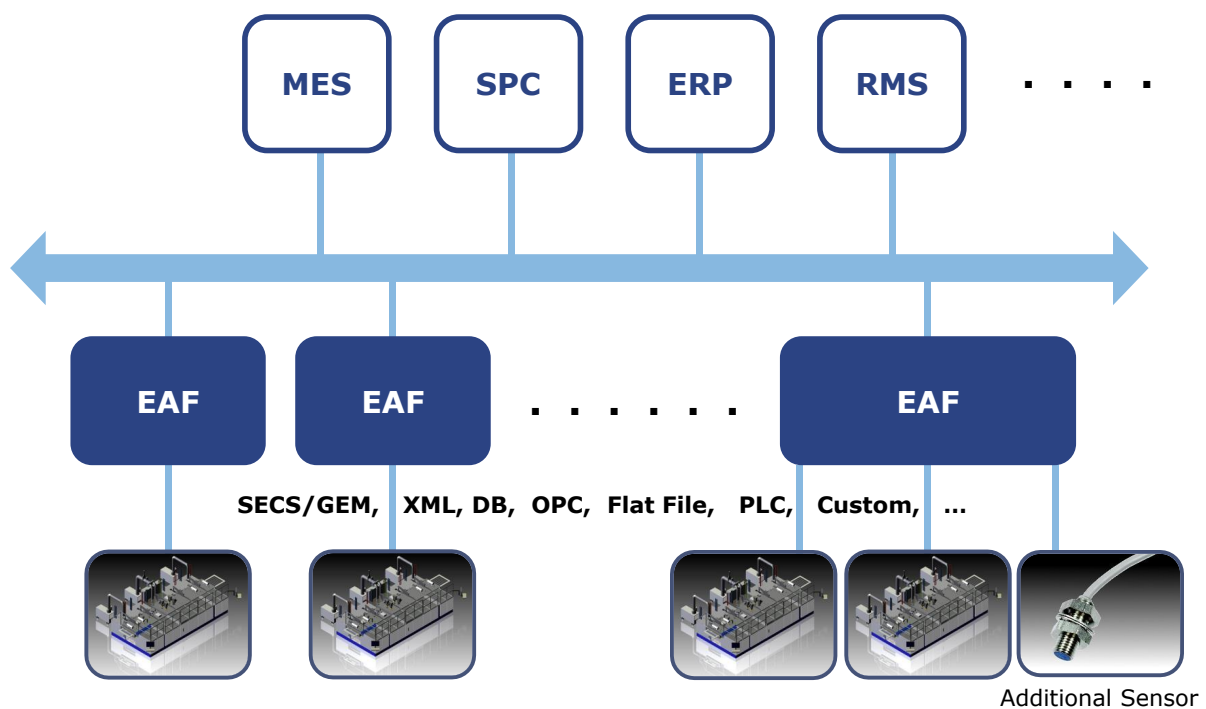 MES SPC ERP RMS . . . .
EAF EAF . . . . . . EAF
SECS/GEM, XML, DB, OPC, Flat File, PLC, Custom, ...
Additional Sensor